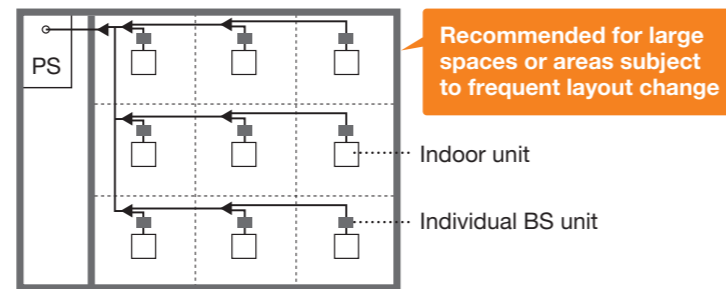 PS
Recommended for large
spaces or areas subject
to frequent layout change
Indoor unit
Individual BS unit